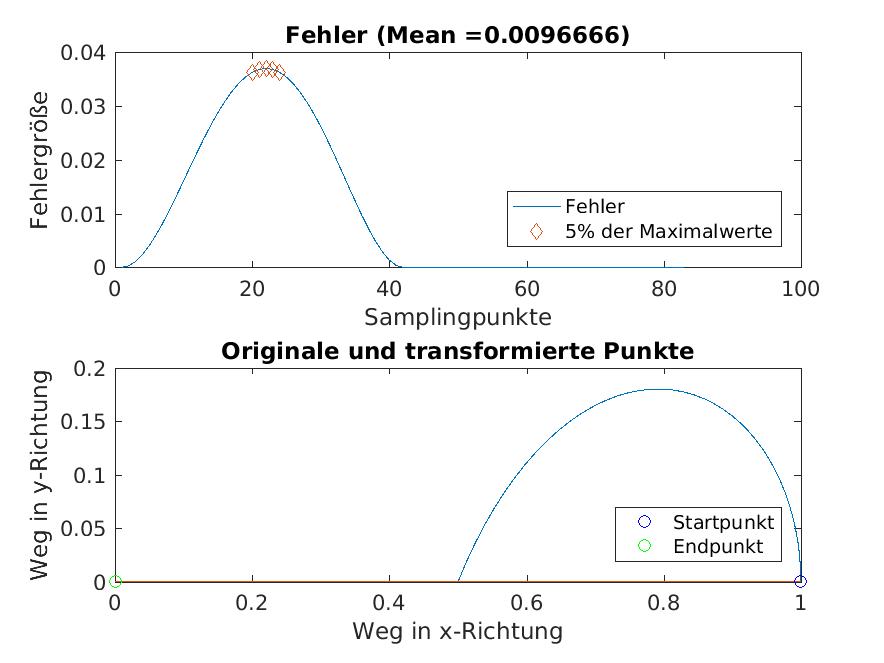 Fehler (Mean =0.0096666)
0.04
0.03
0.02
0.01
0
Fehlergröße
Fehler
5% der Maximalwerte
0 20 40 60 80 100
Samplingpunkte
Originale und transformierte Punkte
0.2
0.15
0.1
0.05
0
Weg in y-Richtung
Startpunkt
Endpunkt
0 0.2 0.4 0.6 0.8 1
Weg in x-Richtung